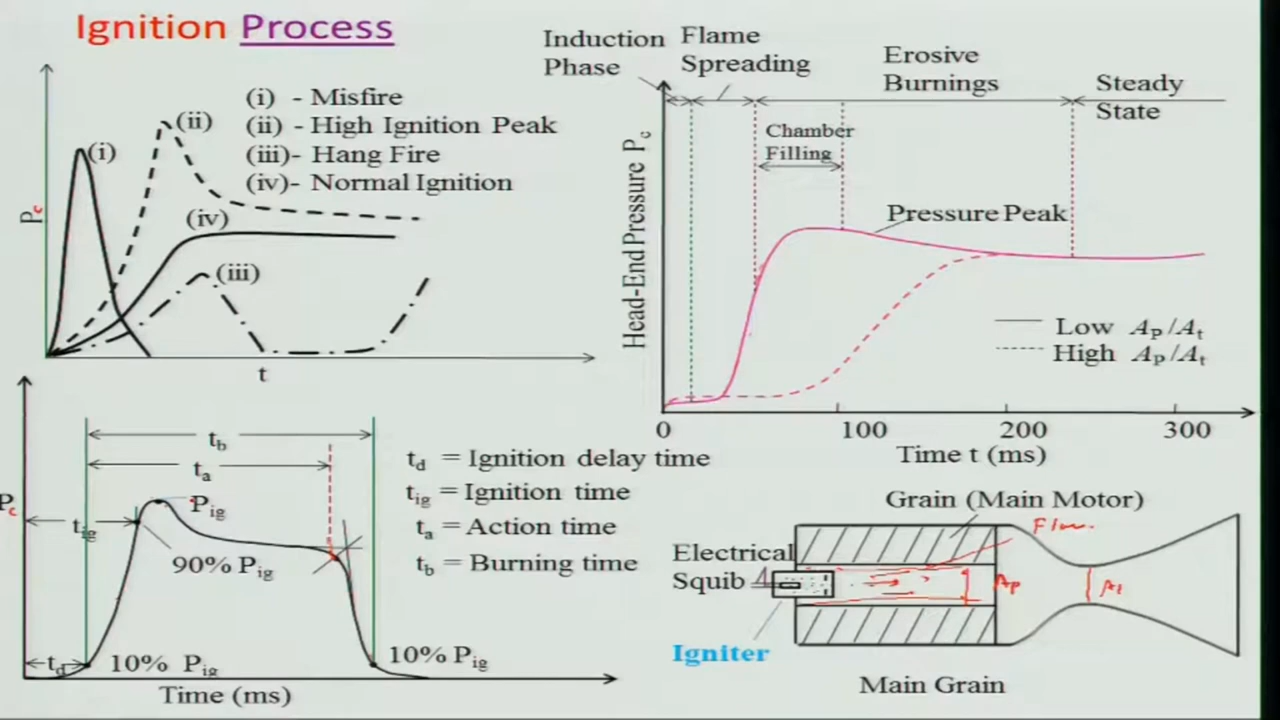 Ignition Process
(i) - Misfire
(ii) - High Ignition Peak
(iii)- Hang Fire
(iv)- Normal Ignition
(i)
(ii)
(iv)
(iii)
Pc
t
Induction Phase
Flame Spreading
Erosive Burnings
Steady State
Chamber Filling
Pressure Peak
Head-End Pressure Pc
Low Ap/At
High Ap/At
0 100 200 300
Time t (ms)
Pc
tb
ta
tig
Pig
90% Pig
td
10% Pig
10% Pig
Time (ms)
td = Ignition delay time
tig = Ignition time
ta = Action time
tb = Burning time
Grain (Main Motor)
Electrical Squib
Igniter
Ap
At
Main Grain